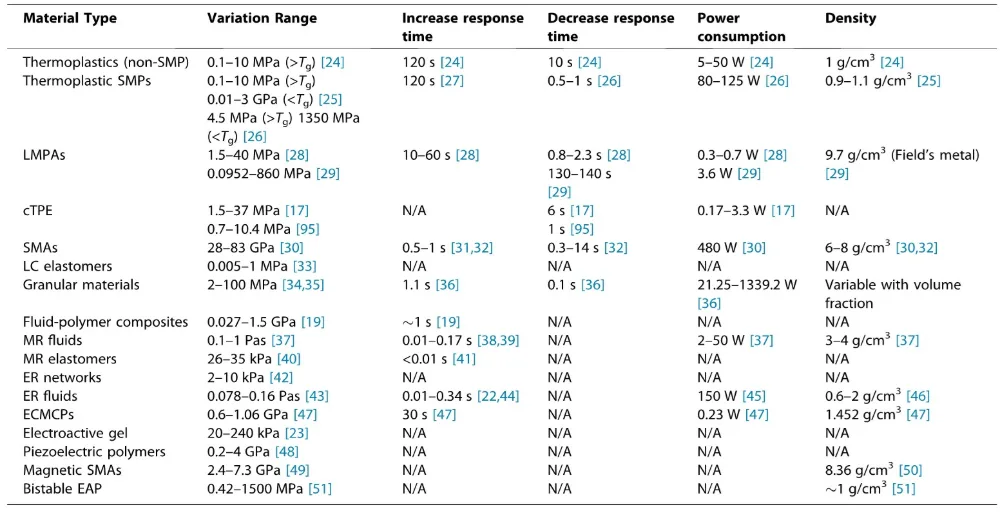 Material Type Variation Range Increase response time Decrease response time Power consumption Density
Thermoplastics (non-SMP) 0.1–10 MPa (>Tg) [24] 120 s [24] 10 s [24] 5–50 W [24] 1 g/cm3 [24]
Thermoplastic SMPs 0.1–10 MPa (>Tg) 120 s [27] 0.5–1 s [26] 80–125 W [26] 0.9–1.1 g/cm3 [25]
0.01–3 GPa (<Tg) [25]
4.5 MPa (>Tg) 1350 MPa
(<Tg) [26]
LMPAs 1.5–40 MPa [28] 10–60 s [28] 0.8–2.3 s [28] 0.3–0.7 W [28] 9.7 g/cm3 (Field's metal)
0.0952–860 MPa [29] 130–140 s 3.6 W [29] [29]
[29]
cTPE 1.5–37 MPa [17] N/A 6 s [17] 0.17–3.3 W [17] N/A
0.7–10.4 MPa [95] 1 s [95]
SMAs 28–83 GPa [30] 0.5–1 s [31,32] 0.3–14 s [32] 480 W [30] 6–8 g/cm3 [30,32]
LC elastomers 0.005–1 MPa [33] N/A N/A N/A N/A
Granular materials 2–100 MPa [34,35] 1.1 s [36] 0.1 s [36] 21.25–1339.2 W Variable with volume
[36] fraction
Fluid-polymer composites 0.027–1.5 GPa [19] ∼1 s [19] N/A N/A N/A
MR fluids 0.1–1 Pas [37] 0.01–0.17 s [38,39] N/A 2–50 W [37] 3–4 g/cm3 [37]
MR elastomers 26–35 kPa [40] <0.01 s [41] N/A N/A N/A
ER networks 2–10 kPa [42] N/A N/A N/A N/A
ER fluids 0.078–0.16 Pas [43] 0.01–0.34 s [22,44] N/A 150 W [45] 0.6–2 g/cm3 [46]
ECMCPs 0.6–1.06 GPa [47] 30 s [47] N/A 0.23 W [47] 1.452 g/cm3 [47]
Electroactive gel 20–240 kPa [23] N/A N/A N/A N/A
Piezoelectric polymers 0.2–4 GPa [48] N/A N/A N/A N/A
Magnetic SMAs 2.4–7.3 GPa [49] N/A N/A N/A 8.36 g/cm3 [50]
Bistable EAP 0.42–1500 MPa [51] N/A N/A N/A ∼1 g/cm3 [51]